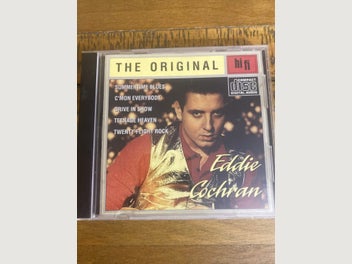 THE ORIGINAL
hi fi
COMPACT
disc
DIGITAL AUDIO
SUMMERTIME BLUES
C'MON EVERYBODY
DRIVE IN SHOW
TEENAGE HEAVEN
TWENTY FLIGHT ROCK
Eddie
Cochran